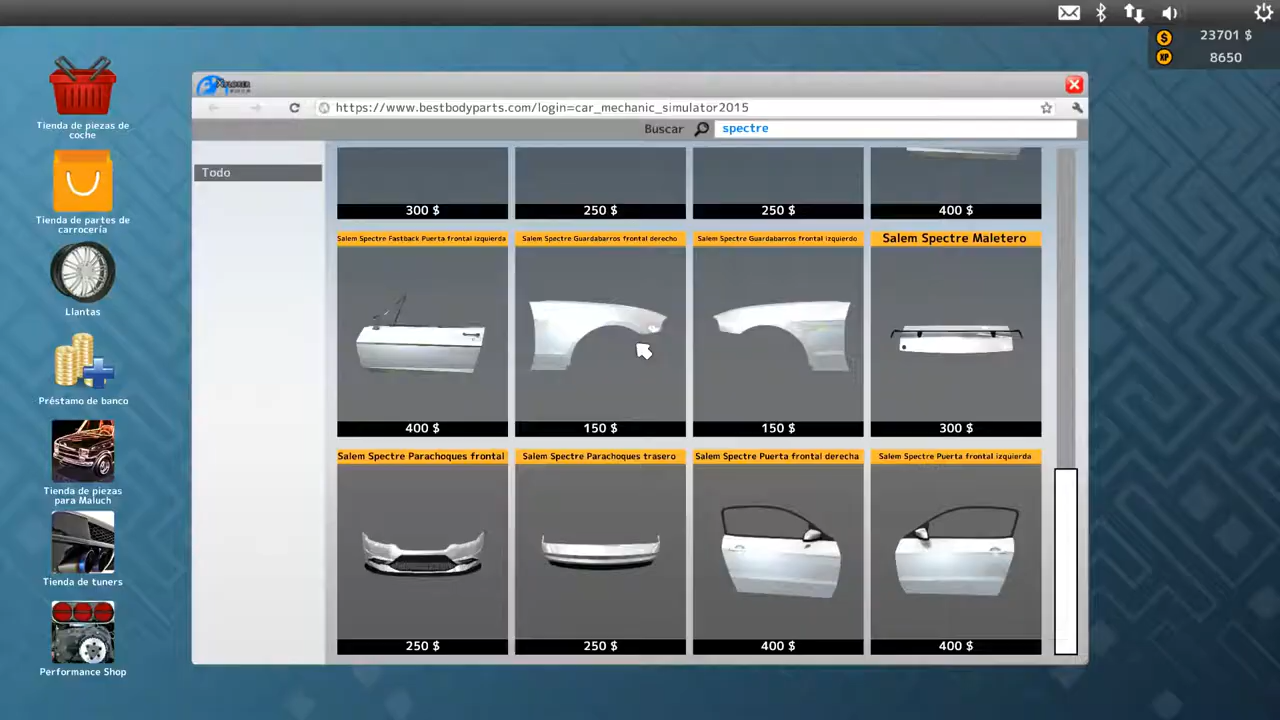 23701 $
8650
Tienda de piezas de
coche
Tienda de partes de
carrocería
Llantas
Préstamo de banco
Tienda de piezas
para Maluch
Tienda de tuners
Performance Shop
https://www.bestbodyparts.com/login=car_mechanic_simulator2015
Buscar
spectre
Todo
300 $
250 $
250 $
400 $
Salem Spectre Fastback Puerta frontal izquierda
Salem Spectre Guardabarros frontal derecho
Salem Spectre Guardabarros frontal izquierdo
Salem Spectre Maletero
400 $
150 $
150 $
300 $
Salem Spectre Parachoques frontal
Salem Spectre Parachoques trasero
Salem Spectre Puerta frontal derecha
Salem Spectre Puerta frontal izquierda
250 $
250 $
400 $
400 $